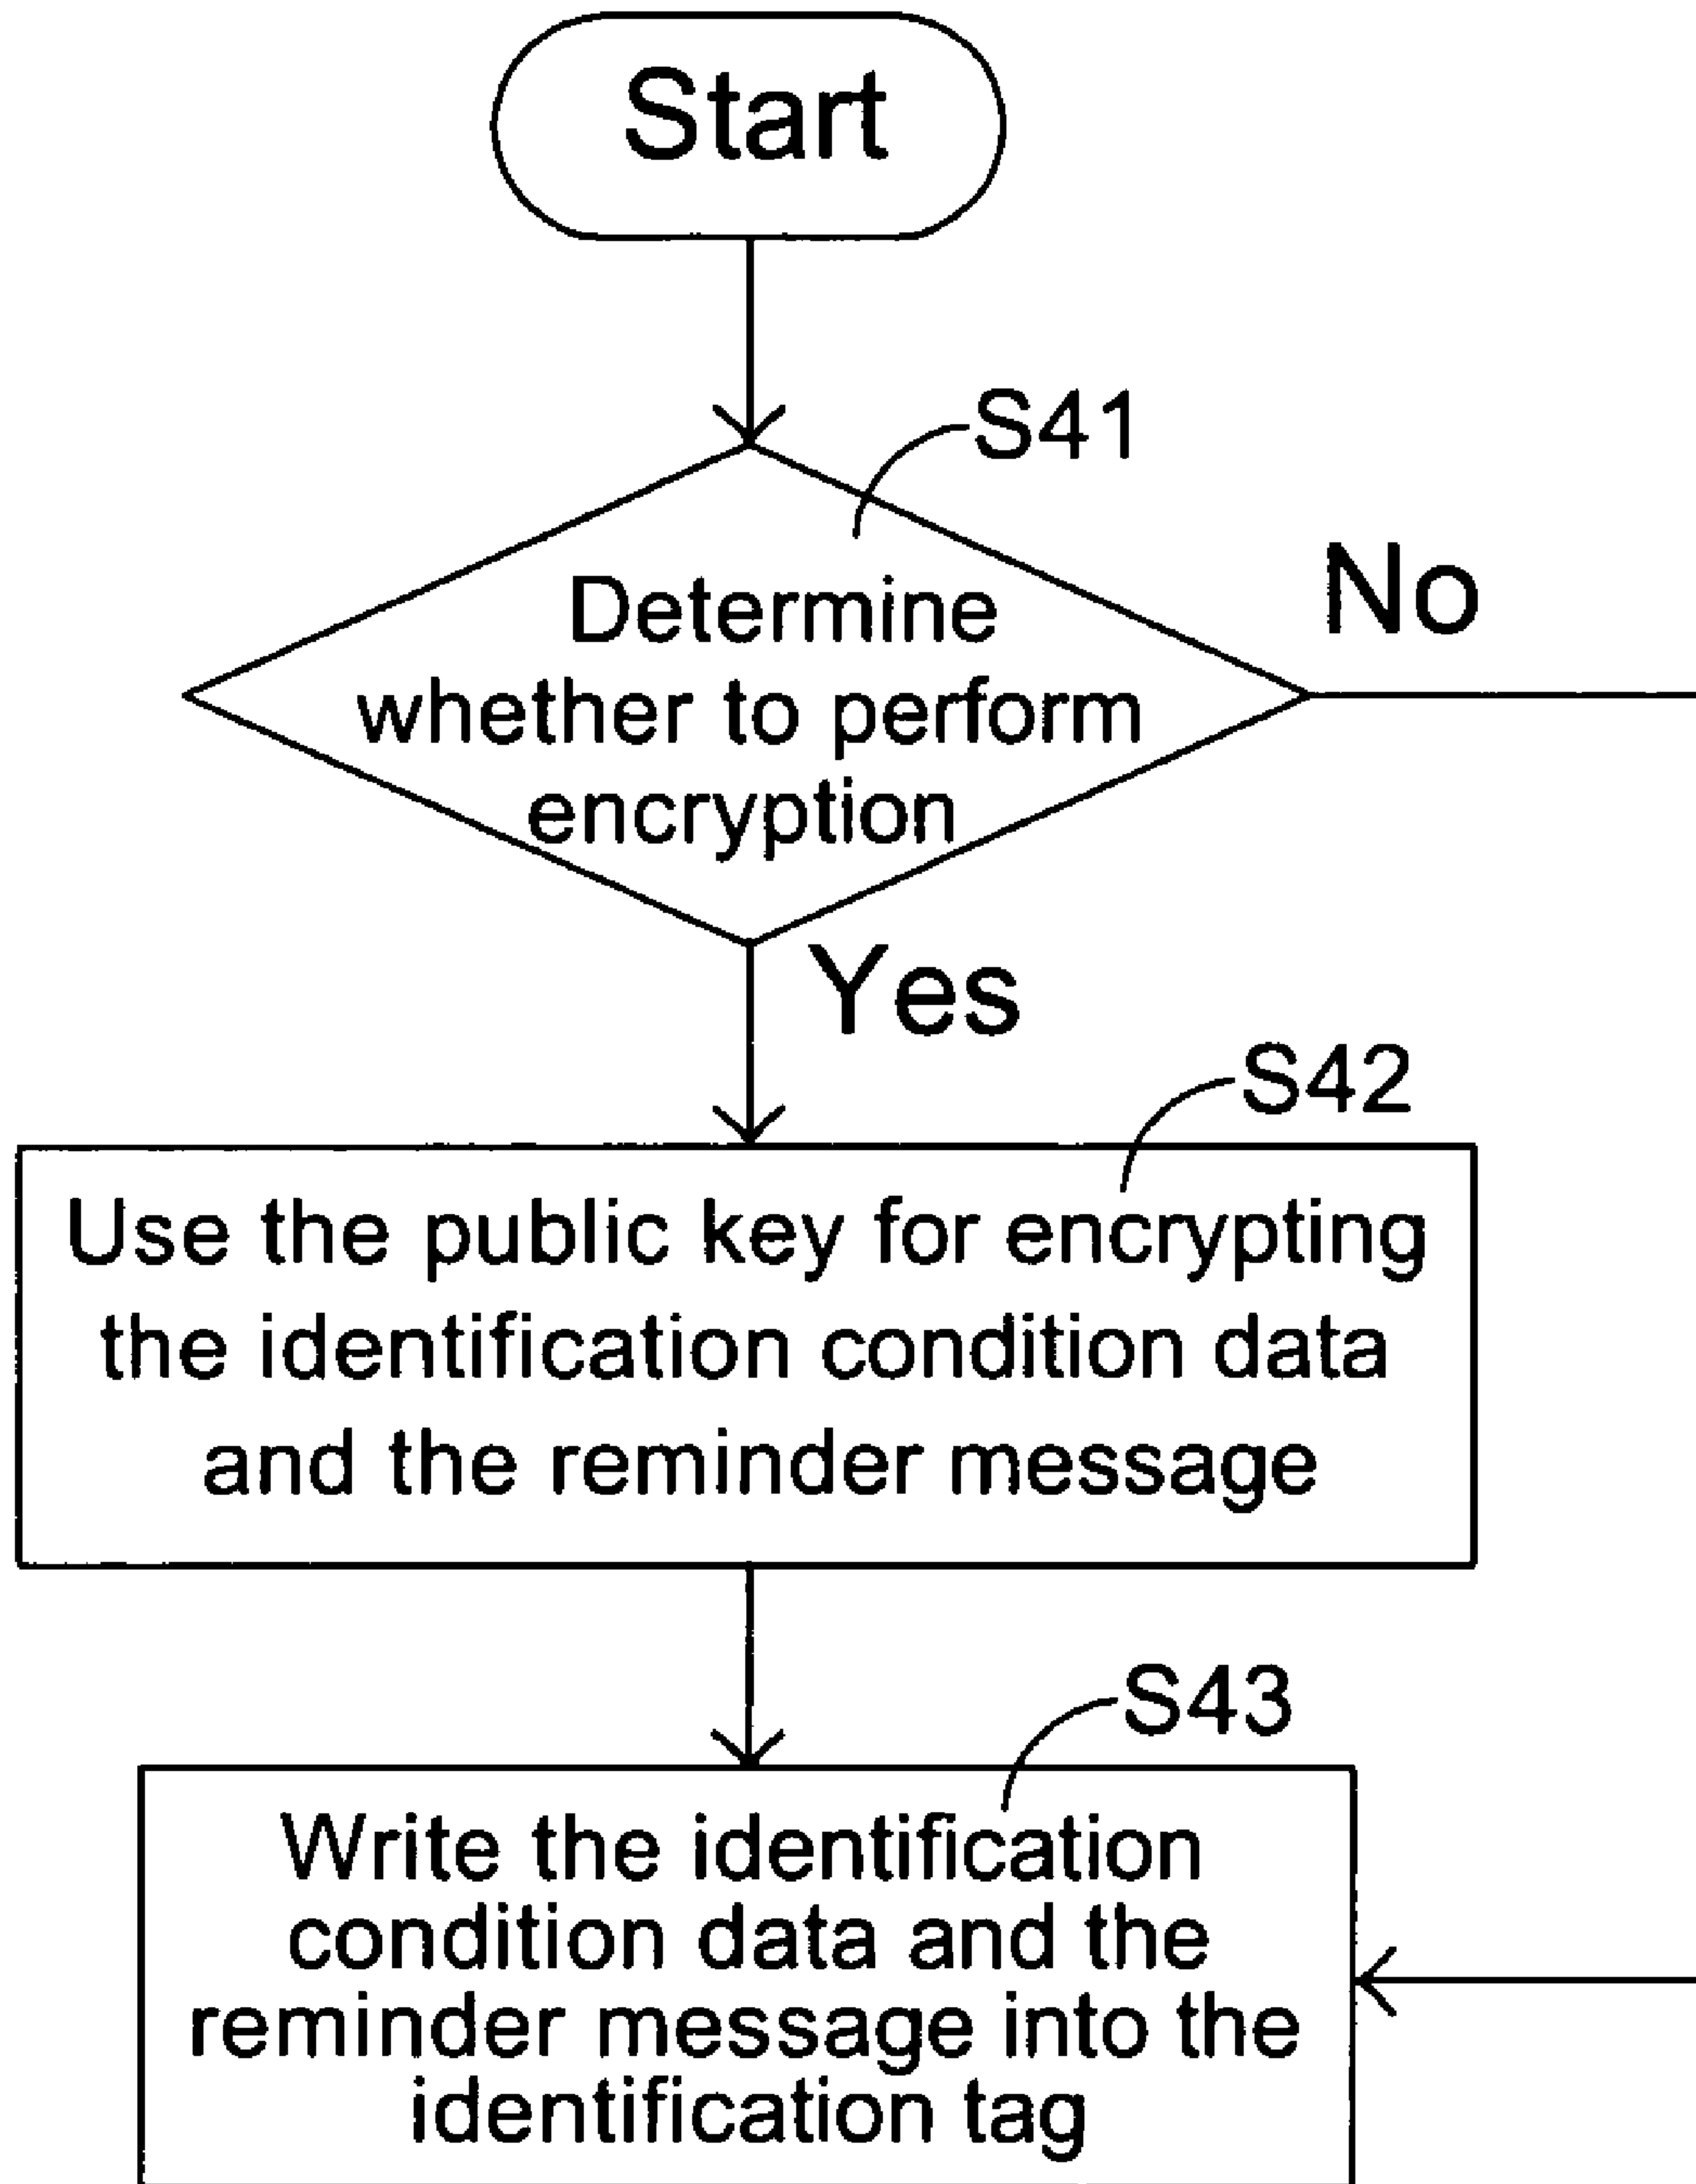 Start
S41
Determine
whether to perform
encryption
No
Yes
S42
Use the public key for encrypting
the identification condition data
and the reminder message
S43
Write the identification
condition data and the
reminder message into the
identification tag